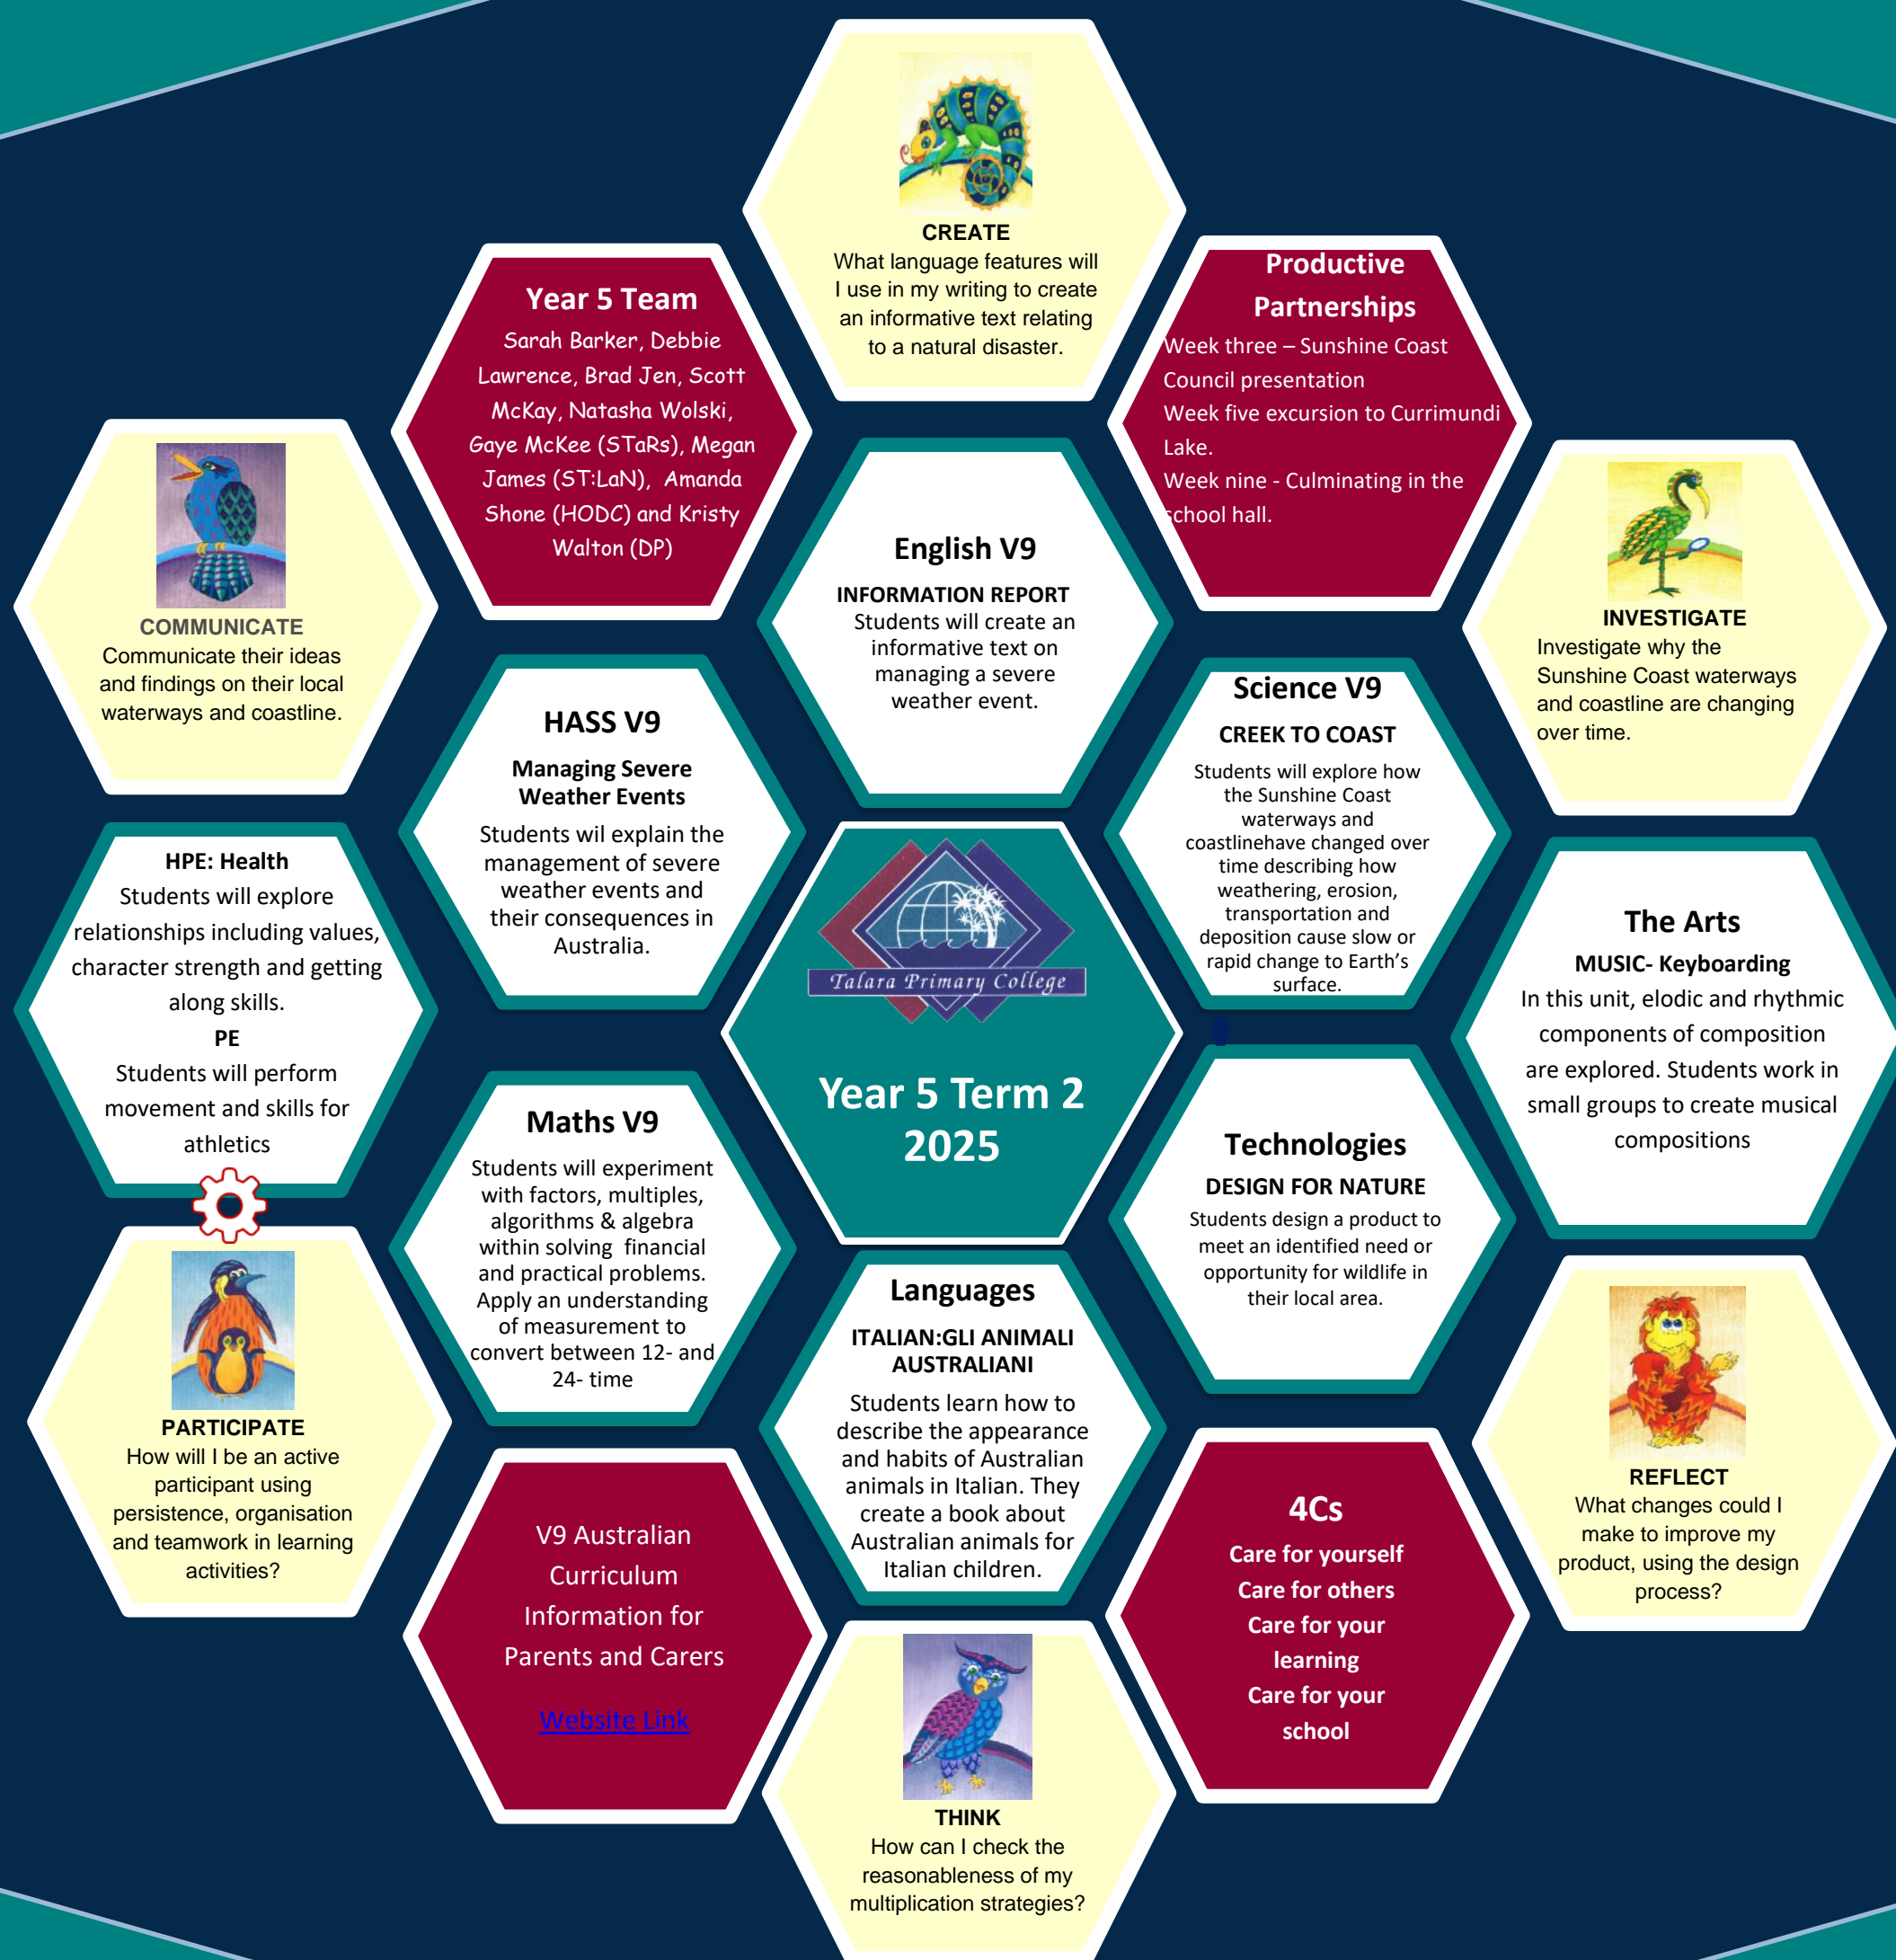 CREATE
What language features will
I use in my writing to create
an informative text relating
to a natural disaster.
Year 5 Team
Sarah Barker, Debbie
Lawrence, Brad Jen, Scott
McKay, Natasha Wolski,
Gaye McKee (STaRs), Megan
James (ST:LaN), Amanda
Shone (HODC) and Kristy
Walton (DP)
Productive
Partnerships
Week three – Sunshine Coast
Council presentation
Week five excursion to Currimundi
Lake.
Week nine - Culminating in the
school hall.
COMMUNICATE
Communicate their ideas
and findings on their local
waterways and coastline.
English V9
INFORMATION REPORT
Students will create an
informative text on
managing a severe
weather event.
INVESTIGATE
Investigate why the
Sunshine Coast waterways
and coastline are changing
over time.
HASS V9
Managing Severe
Weather Events
Students wil explain the
management of severe
weather events and
their consequences in
Australia.
Science V9
CREEK TO COAST
Students will explore how
the Sunshine Coast
waterways and
coastlinehave changed over
time describing how
weathering, erosion,
transportation and
deposition cause slow or
rapid change to Earth's
surface.
HPE: Health
Students will explore
relationships including values,
character strength and getting
along skills.
PE
Students will perform
movement and skills for
athletics
Talara Primary College
Year 5 Term 2
2025
The Arts
MUSIC- Keyboarding
In this unit, elodic and rhythmic
components of composition
are explored. Students work in
small groups to create musical
compositions
Maths V9
Students will experiment
with factors, multiples,
algorithms & algebra
within solving financial
and practical problems.
Apply an understanding
of measurement to
convert between 12- and
24- time
Technologies
DESIGN FOR NATURE
Students design a product to
meet an identified need or
opportunity for wildlife in
their local area.
PARTICIPATE
How will I be an active
participant using
persistence, organisation
and teamwork in learning
activities?
Languages
ITALIAN:GLI ANIMALI
AUSTRALIANI
Students learn how to
describe the appearance
and habits of Australian
animals in Italian. They
create a book about
Australian animals for
Italian children.
REFLECT
What changes could I
make to improve my
product, using the design
process?
V9 Australian
Curriculum
Information for
Parents and Carers
Website Link
4Cs
Care for yourself
Care for others
Care for your
learning
Care for your
school
THINK
How can I check the
reasonableness of my
multiplication strategies?